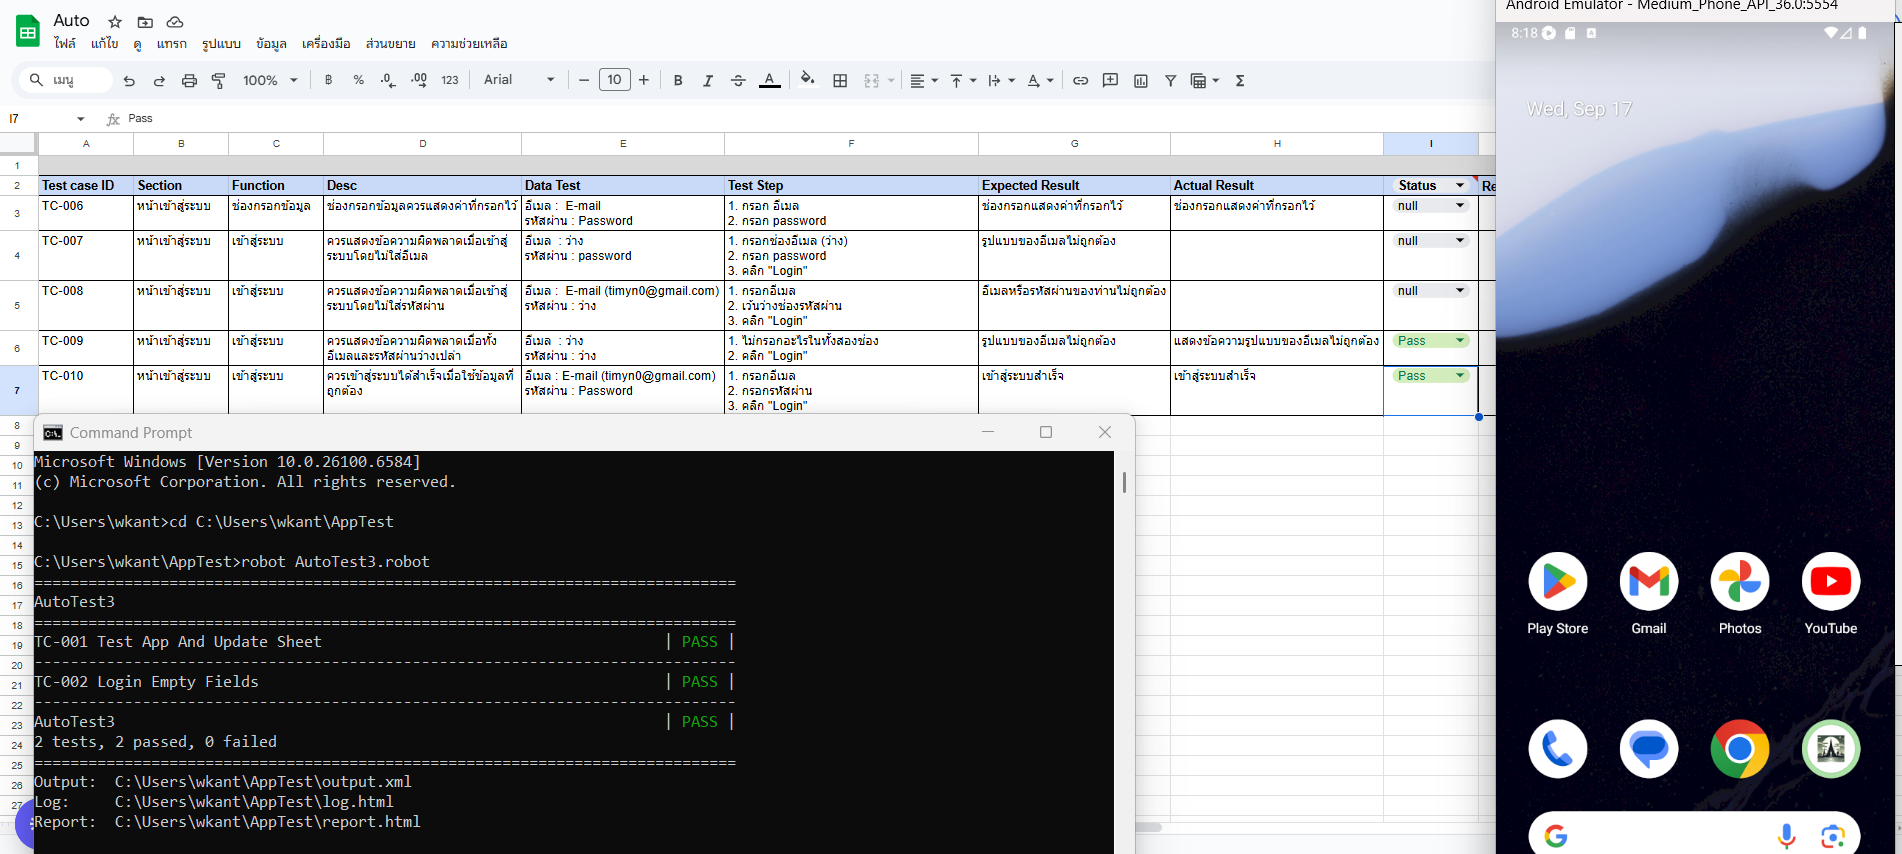 Auto
ไฟล์ แก้ไข ดู แทรก รูปแบบ ข้อมูล เครื่องมือ ส่วนขยาย ความช่วยเหลือ
เมนู 100% ฿ % .0 .00 123 Arial 10 B I A
I7 fx Pass
A B C D E F G H I
1
2 Test case ID Section Function Desc Data Test Test Step Expected Result Actual Result Status Re
3 TC-006 หน้าเข้าสู่ระบบ ช่องกรอกข้อมูล ช่องกรอกข้อมูลควรแสดงค่าที่กรอกไว้ อีเมล : E-mail 1. กรอก อีเมล ช่องกรอกแสดงค่าที่กรอกไว้ ช่องกรอกแสดงค่าที่กรอกไว้ null
รหัสผ่าน : Password 2. กรอก password
4 TC-007 หน้าเข้าสู่ระบบ เข้าสู่ระบบ ควรแสดงข้อความผิดพลาดเมื่อเข้าสู่ อีเมล : ว่าง 1. กรอกช่องอีเมล (ว่าง) รูปแบบของอีเมลไม่ถูกต้อง null
ระบบโดยไม่ใส่อีเมล รหัสผ่าน : password 2. กรอก password
3. คลิก "Login"
5 TC-008 หน้าเข้าสู่ระบบ เข้าสู่ระบบ ควรแสดงข้อความผิดพลาดเมื่อเข้าสู่ อีเมล : E-mail (timyn0@gmail.com) 1. กรอกอีเมล อีเมลหรือรหัสผ่านของท่านไม่ถูกต้อง null
ระบบโดยไม่ใส่รหัสผ่าน รหัสผ่าน : ว่าง 2. เว้นว่างช่องรหัสผ่าน
3. คลิก "Login"
6 TC-009 หน้าเข้าสู่ระบบ เข้าสู่ระบบ ควรแสดงข้อความผิดพลาดเมื่อทั้ง อีเมล : ว่าง 1. ไม่กรอกอะไรในทั้งสองช่อง รูปแบบของอีเมลไม่ถูกต้อง แสดงข้อความรูปแบบของอีเมลไม่ถูกต้อง Pass
อีเมลและรหัสผ่านว่างเปล่า รหัสผ่าน : ว่าง 2. คลิก "Login"
7 TC-010 หน้าเข้าสู่ระบบ เข้าสู่ระบบ ควรเข้าสู่ระบบได้สำเร็จเมื่อใช้ข้อมูลที่ อีเมล : E-mail (timyn0@gmail.com) 1. กรอกอีเมล เข้าสู่ระบบสำเร็จ เข้าสู่ระบบสำเร็จ Pass
ถูกต้อง รหัสผ่าน : Password 2. กรอกรหัสผ่าน
3. คลิก "Login"
8
9
10
11
12
13
14
15
16
17
18
19
20
21
22
23
24
25
26
27
Command Prompt
Microsoft Windows [Version 10.0.26100.6584]
(c) Microsoft Corporation. All rights reserved.
C:\Users\wkant>cd C:\Users\wkant\AppTest
C:\Users\wkant\AppTest>robot AutoTest3.robot
==============================================================================
AutoTest3
==============================================================================
TC-001 Test App And Update Sheet | PASS |
------------------------------------------------------------------------------
TC-002 Login Empty Fields | PASS |
------------------------------------------------------------------------------
AutoTest3 | PASS |
2 tests, 2 passed, 0 failed
==============================================================================
Output: C:\Users\wkant\AppTest\output.xml
Log: C:\Users\wkant\AppTest\log.html
Report: C:\Users\wkant\AppTest\report.html
Android Emulator - Medium_Phone_API_36.0:5554
8:18
Wed, Sep 17
Play Store Gmail Photos YouTube